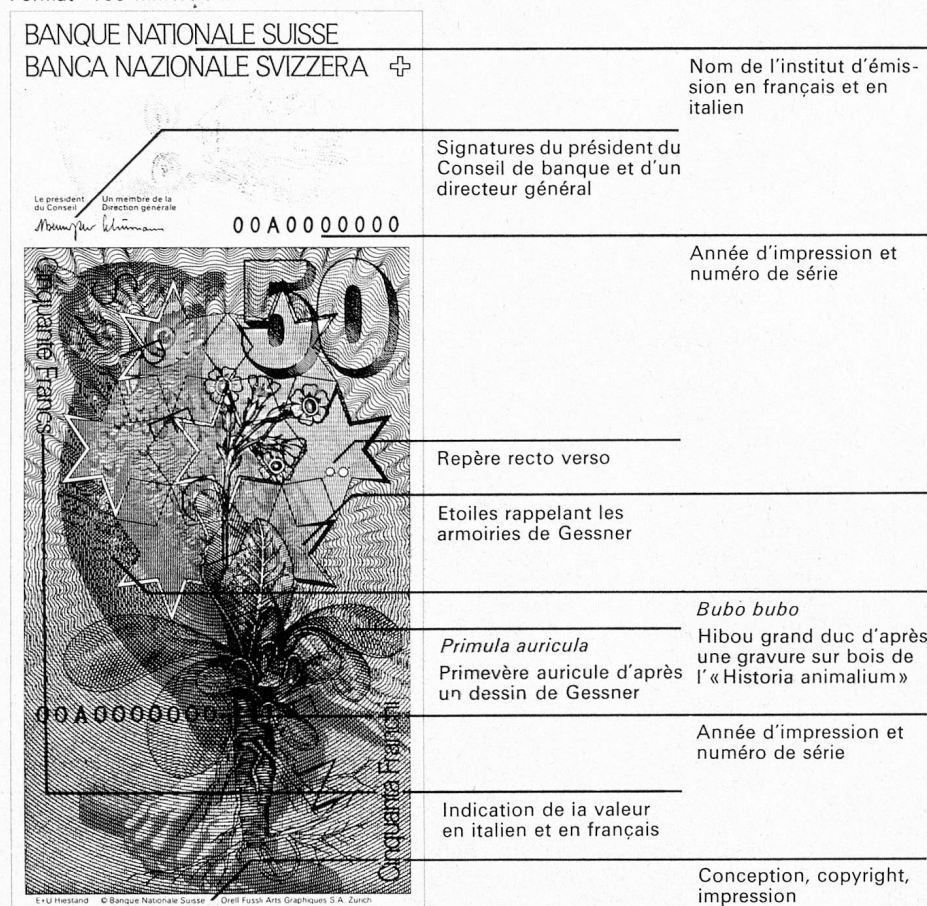 BANQUE NATIONALE SUISSE
BANCA NAZIONALE SVIZZERA
Nom de l'institut d'émis-
sion en français et en
italien
Signatures du président du
Conseil de banque et d'un
directeur général
Le président
du Conseil
Un membre de la
Direction générale
00A0000000
Année d'impression et
numéro de série
Cinquante Francs
50
Repère recto verso
Etoiles rappelant les
armoiries de Gessner
Bubo bubo
Hibou grand duc d'après
une gravure sur bois de
l'«Historia animalium»
Primula auricula
Primevère auricule d'après
un dessin de Gessner
00A0000000
Année d'impression et
numéro de série
Cinquanta Franchi
Indication de la valeur
en italien et en français
Conception, copyright,
impression
E+U Hiestand © Banque Nationale Suisse Orell Füssli Arts Graphiques S.A. Zurich